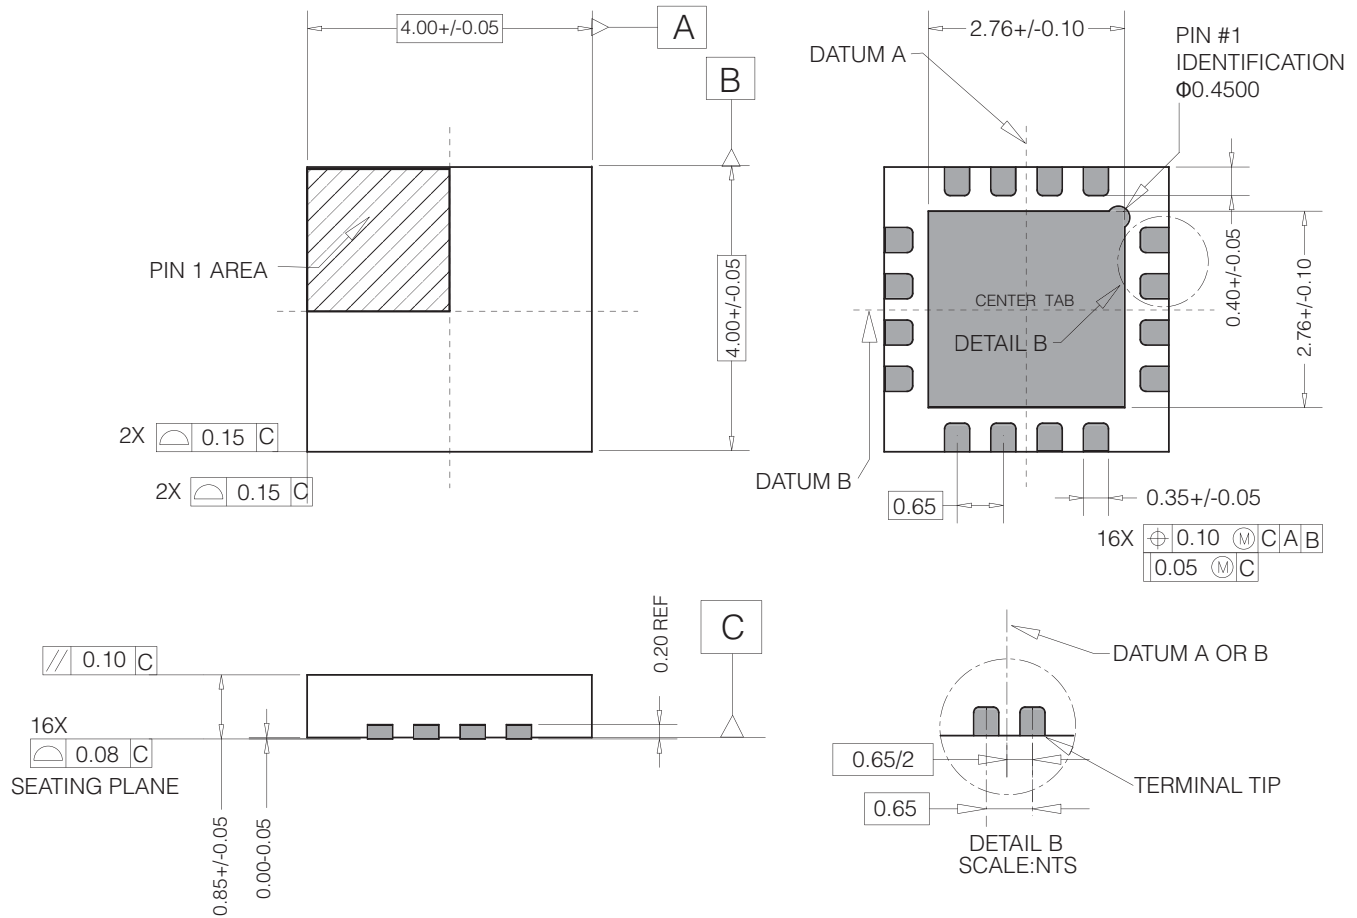 4.00+/-0.05
A
B
PIN 1 AREA
4.00+/-0.05
2X ⌓ 0.15 C
2X ⌓ 0.15 C
2.76+/-0.10
DATUM A
PIN #1
IDENTIFICATION
Φ0.4500
0.40+/-0.05
2.76+/-0.10
CENTER TAB
DETAIL B
DATUM B
0.65
0.35+/-0.05
16X ⌖ 0.10 Ⓜ C A B
0.05 Ⓜ C
// 0.10 C
16X
⌓ 0.08 C
SEATING PLANE
0.85+/-0.05
0.00-0.05
0.20 REF
C
DATUM A OR B
0.65/2
0.65
TERMINAL TIP
DETAIL B
SCALE:NTS